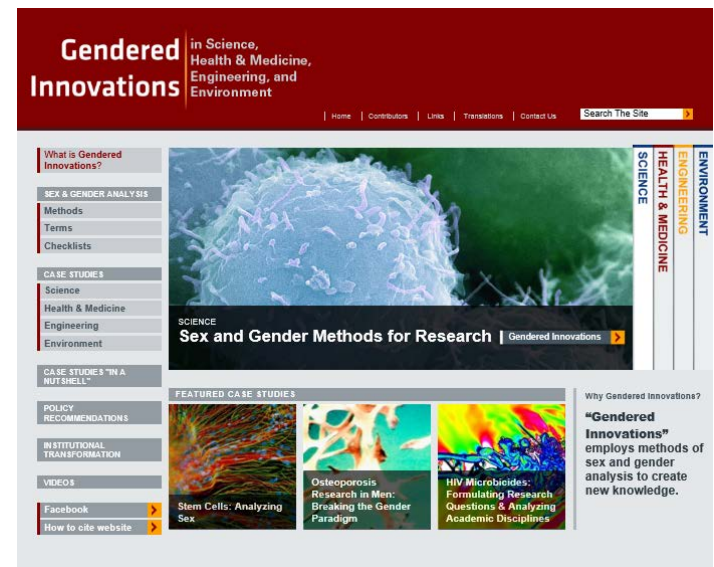 Gendered
Innovations
in Science,
Health & Medicine,
Engineering, and
Environment
Home | Contributors | Links | Translations | Contact Us
Search The Site
What is Gendered
Innovations?
SEX & GENDER ANALYSIS
Methods
Terms
Checklists
CASE STUDIES
Science
Health & Medicine
Engineering
Environment
CASE STUDIES "IN A
NUTSHELL"
POLICY
RECOMMENDATIONS
INSTITUTIONAL
TRANSFORMATION
VIDEOS
Facebook
How to cite website
SCIENCE
Sex and Gender Methods for Research | Gendered Innovations
SCIENCE
HEALTH & MEDICINE
ENGINEERING
ENVIRONMENT
FEATURED CASE STUDIES
Stem Cells: Analyzing
Sex
Osteoporosis
Research in Men:
Breaking the Gender
Paradigm
HIV Microbicides:
Formulating Research
Questions & Analyzing
Academic Disciplines
Why Gendered Innovations?
“Gendered
Innovations”
employs methods of
sex and gender
analysis to create
new knowledge.